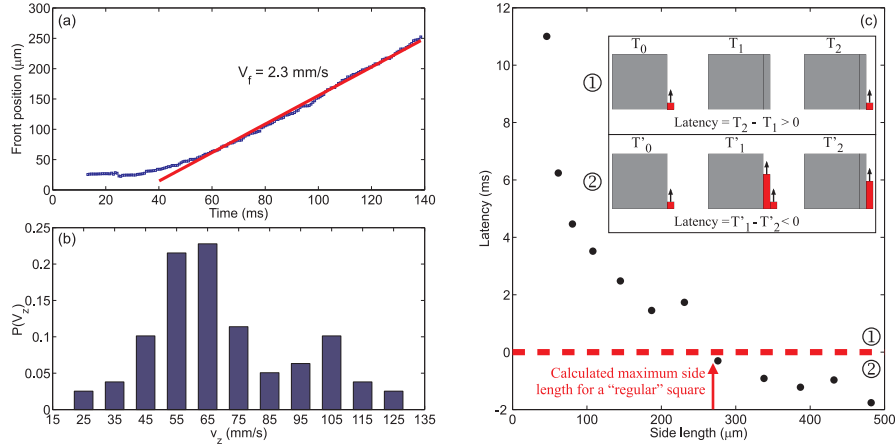 (a)
V_f = 2.3 mm/s
Front position (μm)
300
250
200
150
100
50
0
0 20 40 60 80 100 120 140
Time (ms)
(b)
P(V_z)
0.25
0.2
0.15
0.1
0.05
0
15 25 35 45 55 65 75 85 95 105 115 125 135
v_z (mm/s)
(c)
Latency (ms)
12
10
8
6
4
2
0
-2
0 100 200 300 400 500
Side length (μm)
T_0 T_1 T_2
①
Latency = T_2 - T_1 > 0
T'_0 T'_1 T'_2
②
Latency = T'_1 - T'_2 < 0
①
②
Calculated maximum side
length for a “regular” square